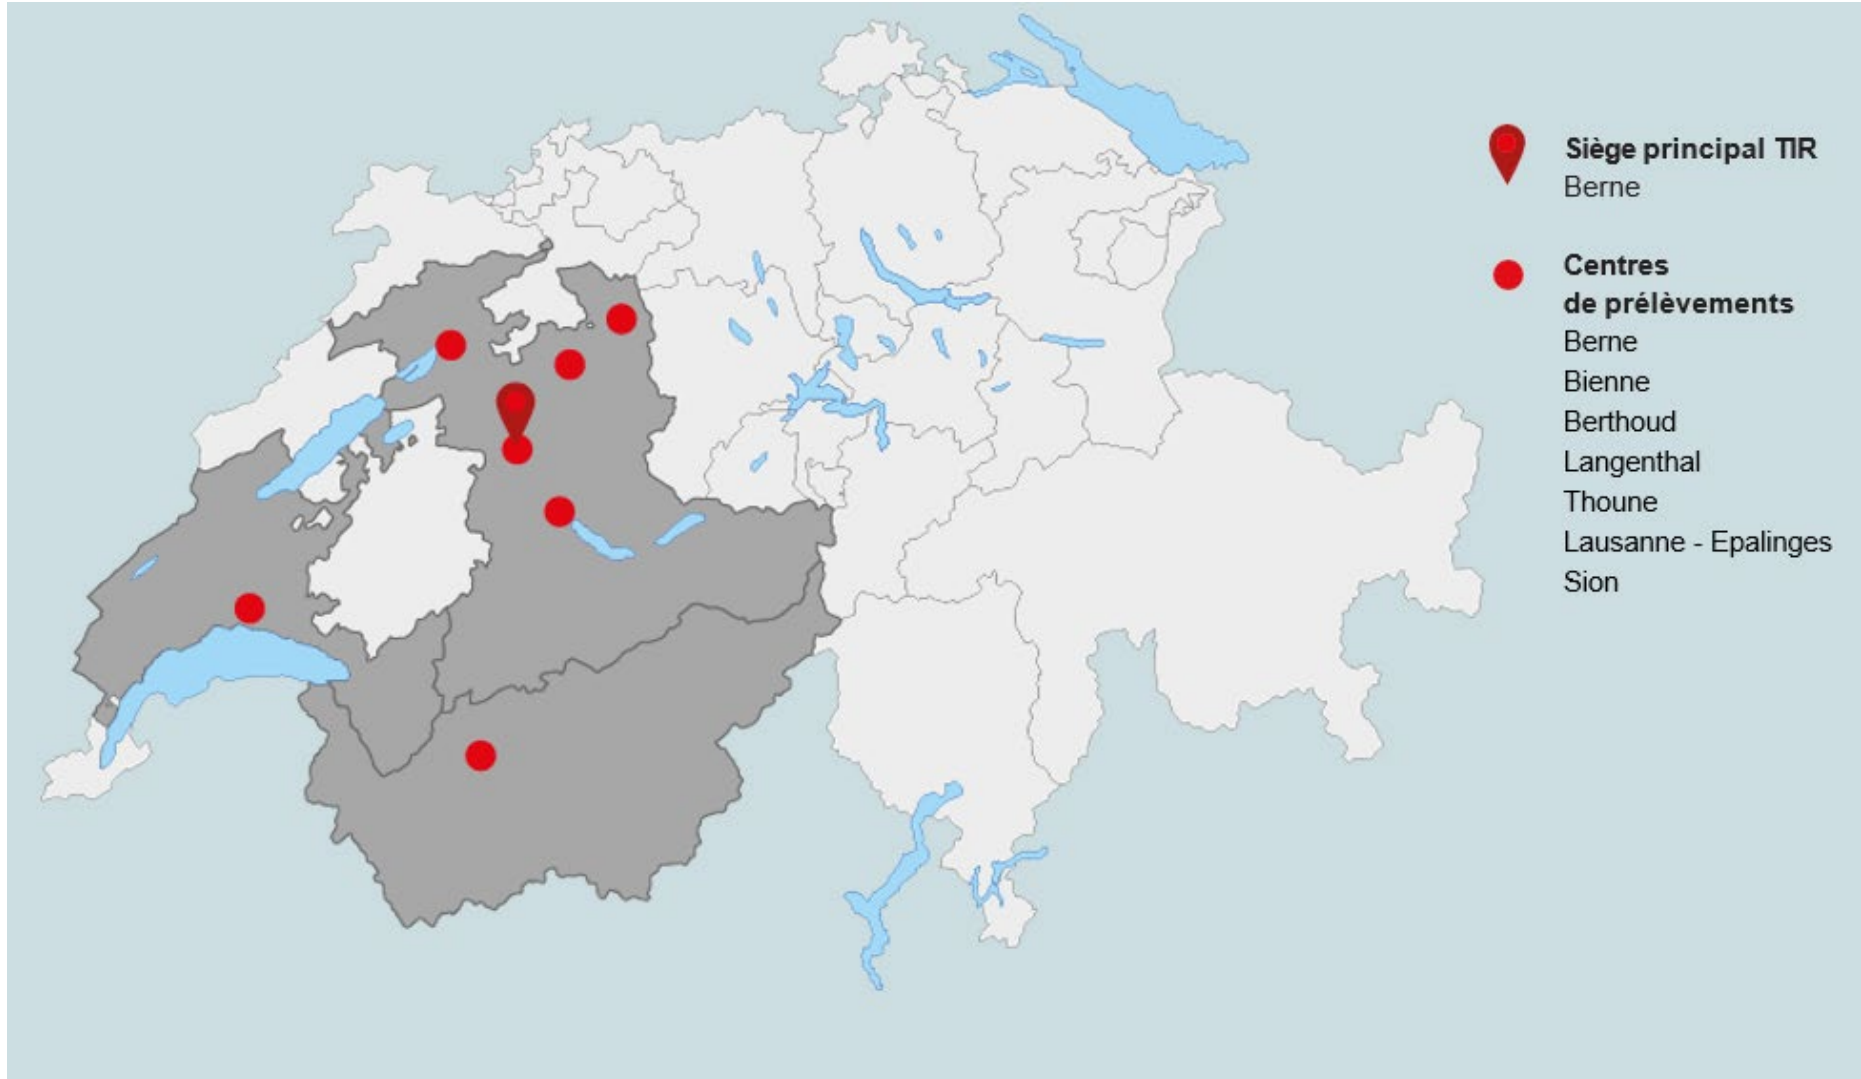 Siège principal TIR
Berne
Centres
de prélèvements
Berne
Bienne
Berthoud
Langenthal
Thoune
Lausanne - Epalinges
Sion